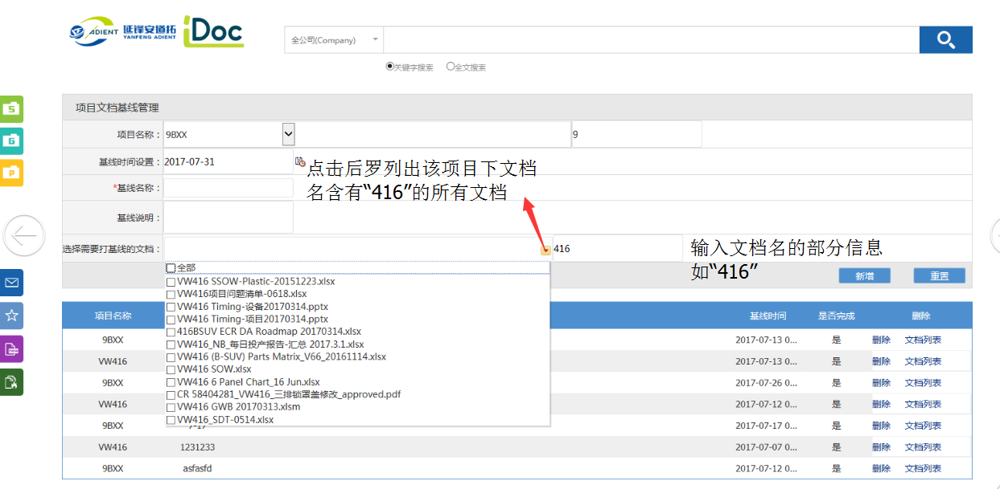 ADIENT 延锋安道拓
YANFENG ADIENT
iDoc
全公司(Company)
关键字搜索 全文搜索
S
G
P
项目文档基线管理
项目名称： 9BXX 9
基线时间设置： 2017-07-31
点击后罗列出该项目下文档
名含有“416”的所有文档
*基线名称：
基线说明：
选择需要打基线的文档： 416
输入文档名的部分信息
如“416”
新增 重置
全部
VW416 SSOW-Plastic-20151223.xlsx
VW416项目问题清单-0618.xlsx
VW416 Timing-设备20170314.pptx
VW416 Timing-项目20170314.pptx
416BSUV ECR DA Roadmap 20170314.xlsx
VW416_NB_每日投产报告-汇总 2017.3.1.xlsx
VW416 (B-SUV) Parts Matrix_V66_20161114.xlsx
VW416 SOW.xlsx
VW416 6 Panel Chart_16 Jun.xlsx
CR 58404281_VW416_三排锁罩盖修改_approved.pdf
VW416 GWB 20170313.xlsm
VW416_SDT-0514.xlsx
项目名称 基线时间 是否完成 删除
9BXX 2017-07-13 0... 是 删除 文档列表
VW416 2017-07-13 0... 是 删除 文档列表
9BXX 2017-07-26 0... 是 删除 文档列表
VW416 2017-07-12 0... 是 删除 文档列表
9BXX 2017-07-17 0... 是 删除 文档列表
VW416 1231233 2017-07-07 0... 是 删除 文档列表
9BXX asfasfd 2017-07-12 0... 是 删除 文档列表